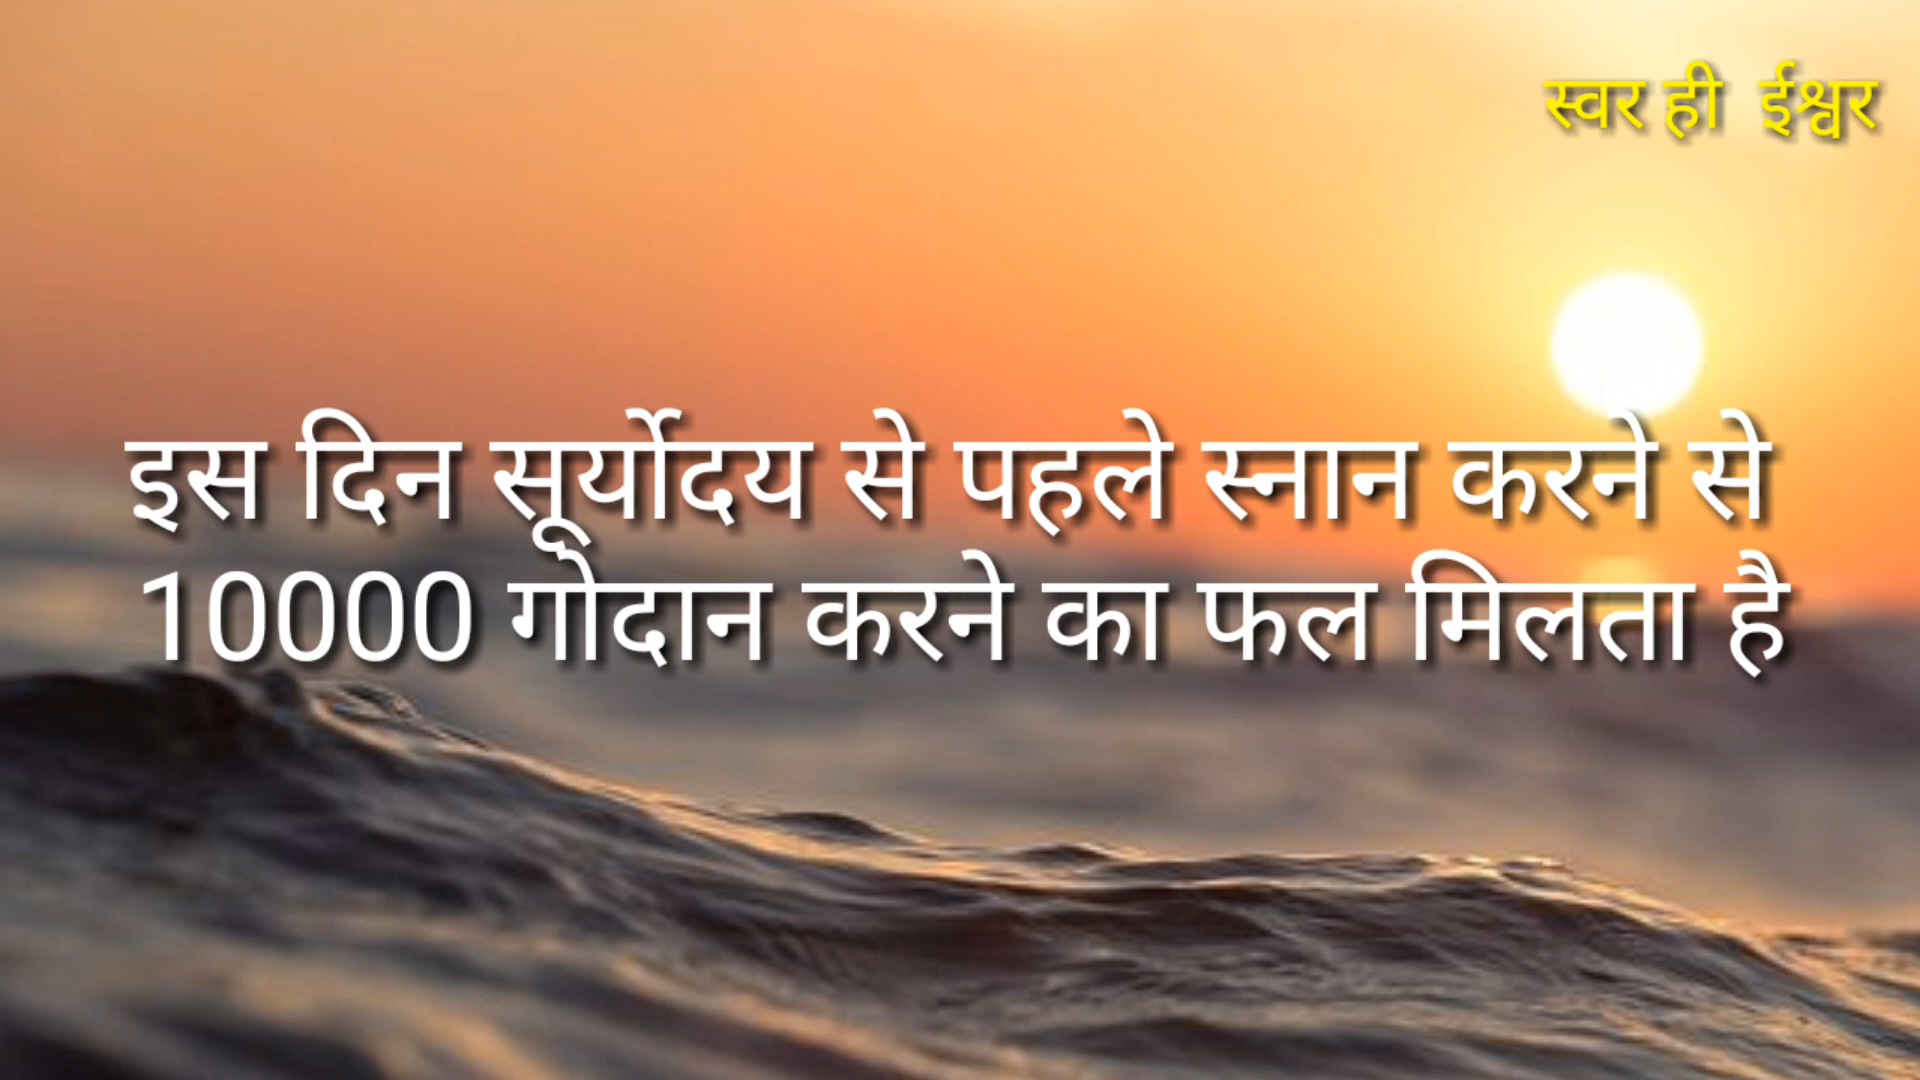 स्वर ही ईश्वर
इस दिन सूर्योदय से पहले स्नान करने से
10000 गोदान करने का फल मिलता है